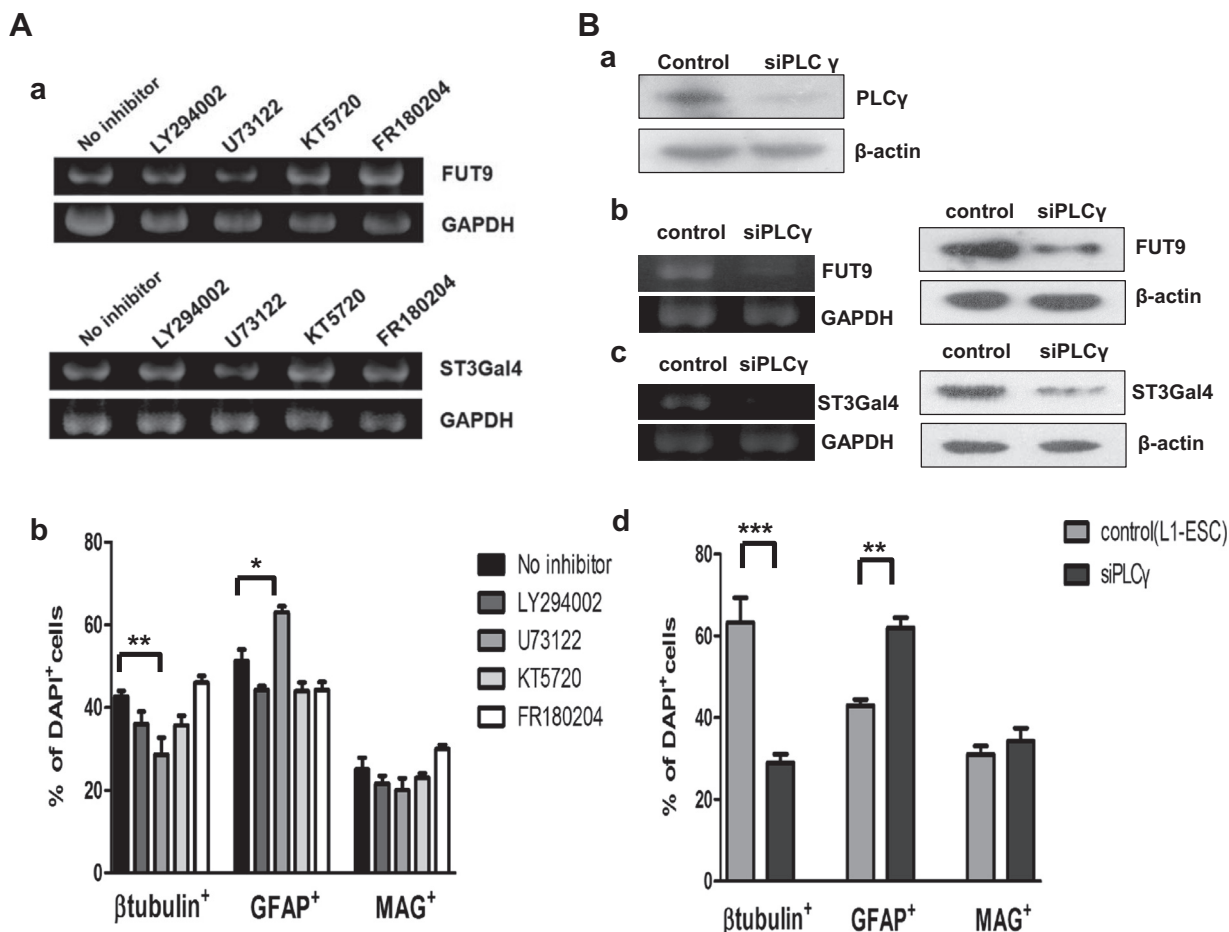 A
a
No inhibitor
LY294002
U73122
KT5720
FR180204
FUT9
GAPDH
No inhibitor
LY294002
U73122
KT5720
FR180204
ST3Gal4
GAPDH
b
80
60
40
20
0
% of DAPI⁺ cells
**
*
No inhibitor
LY294002
U73122
KT5720
FR180204
βtubulin⁺ GFAP⁺ MAG⁺
B
a
Control siPLC γ
PLCγ
β-actin
b
control siPLCγ
FUT9
GAPDH
control siPLCγ
FUT9
β-actin
c
control siPLCγ
ST3Gal4
GAPDH
control siPLCγ
ST3Gal4
β-actin
d
80
60
40
20
0
% of DAPI⁺ cells
***
**
control(L1-ESC)
siPLCγ
βtubulin⁺ GFAP⁺ MAG⁺